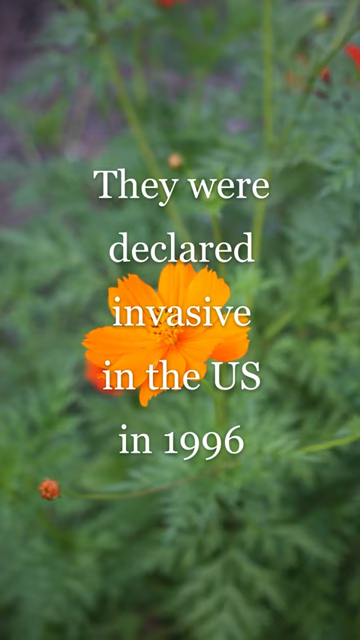 They were
declared
invasive
in the US
in 1996